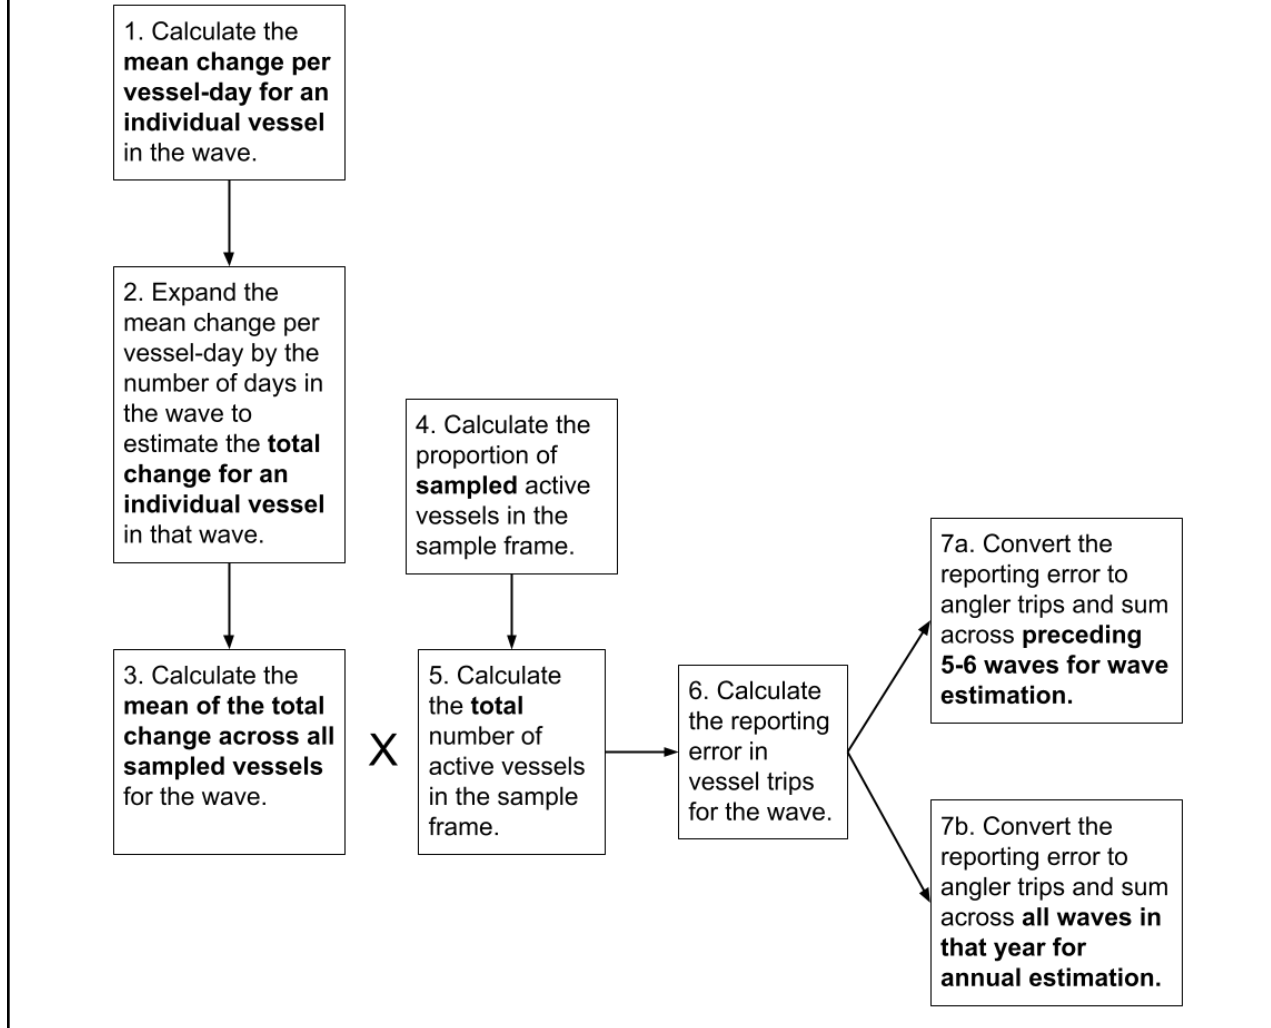 1. Calculate the
mean change per
vessel-day for an
individual vessel
in the wave.
2. Expand the
mean change per
vessel-day by the
number of days in
the wave to
estimate the total
change for an
individual vessel
in that wave.
3. Calculate the
mean of the total
change across all
sampled vessels
for the wave.
X
4. Calculate the
proportion of
sampled active
vessels in the
sample frame.
5. Calculate
the total
number of
active vessels
in the sample
frame.
6. Calculate
the reporting
error in
vessel trips
for the wave.
7a. Convert the
reporting error to
angler trips and sum
across preceding
5-6 waves for wave
estimation.
7b. Convert the
reporting error to
angler trips and sum
across all waves in
that year for
annual estimation.